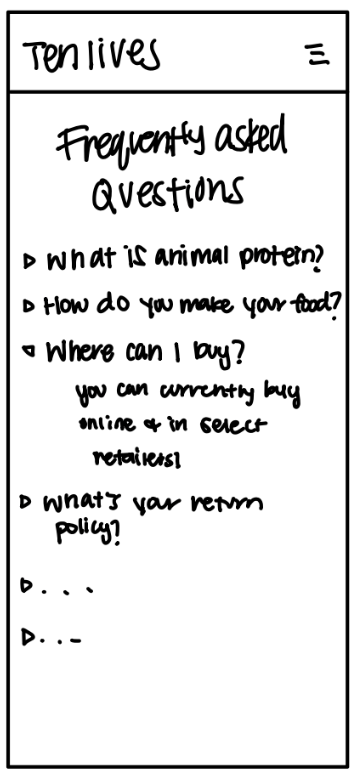 Ten lives
Frequently asked
Questions
What is animal protein?
How do you make your food?
Where can I buy?
you can currently buy
online & in select
retailers!
What's your return
policy?
. . .
. . -